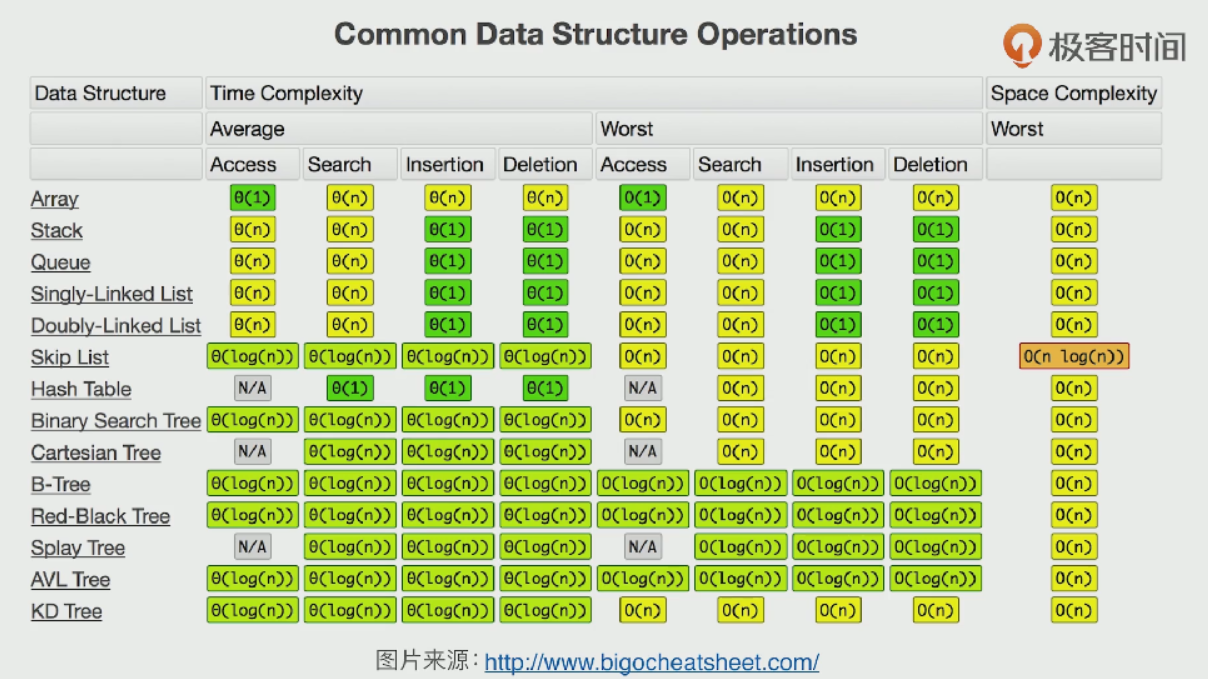 Common Data Structure Operations
极客时间
Data Structure Time Complexity Space Complexity
Average Worst Worst
Access Search Insertion Deletion Access Search Insertion Deletion
Array θ(1) θ(n) θ(n) θ(n) O(1) O(n) O(n) O(n) O(n)
Stack θ(n) θ(n) θ(1) θ(1) O(n) O(n) O(1) O(1) O(n)
Queue θ(n) θ(n) θ(1) θ(1) O(n) O(n) O(1) O(1) O(n)
Singly-Linked List θ(n) θ(n) θ(1) θ(1) O(n) O(n) O(1) O(1) O(n)
Doubly-Linked List θ(n) θ(n) θ(1) θ(1) O(n) O(n) O(1) O(1) O(n)
Skip List θ(log(n)) θ(log(n)) θ(log(n)) θ(log(n)) O(n) O(n) O(n) O(n) O(n log(n))
Hash Table N/A θ(1) θ(1) θ(1) N/A O(n) O(n) O(n) O(n)
Binary Search Tree θ(log(n)) θ(log(n)) θ(log(n)) θ(log(n)) O(n) O(n) O(n) O(n) O(n)
Cartesian Tree N/A θ(log(n)) θ(log(n)) θ(log(n)) N/A O(n) O(n) O(n) O(n)
B-Tree θ(log(n)) θ(log(n)) θ(log(n)) θ(log(n)) O(log(n)) O(log(n)) O(log(n)) O(log(n)) O(n)
Red-Black Tree θ(log(n)) θ(log(n)) θ(log(n)) θ(log(n)) O(log(n)) O(log(n)) O(log(n)) O(log(n)) O(n)
Splay Tree N/A θ(log(n)) θ(log(n)) θ(log(n)) N/A O(log(n)) O(log(n)) O(log(n)) O(n)
AVL Tree θ(log(n)) θ(log(n)) θ(log(n)) θ(log(n)) O(log(n)) O(log(n)) O(log(n)) O(log(n)) O(n)
KD Tree θ(log(n)) θ(log(n)) θ(log(n)) θ(log(n)) O(n) O(n) O(n) O(n) O(n)
图片来源：http://www.bigocheatsheet.com/